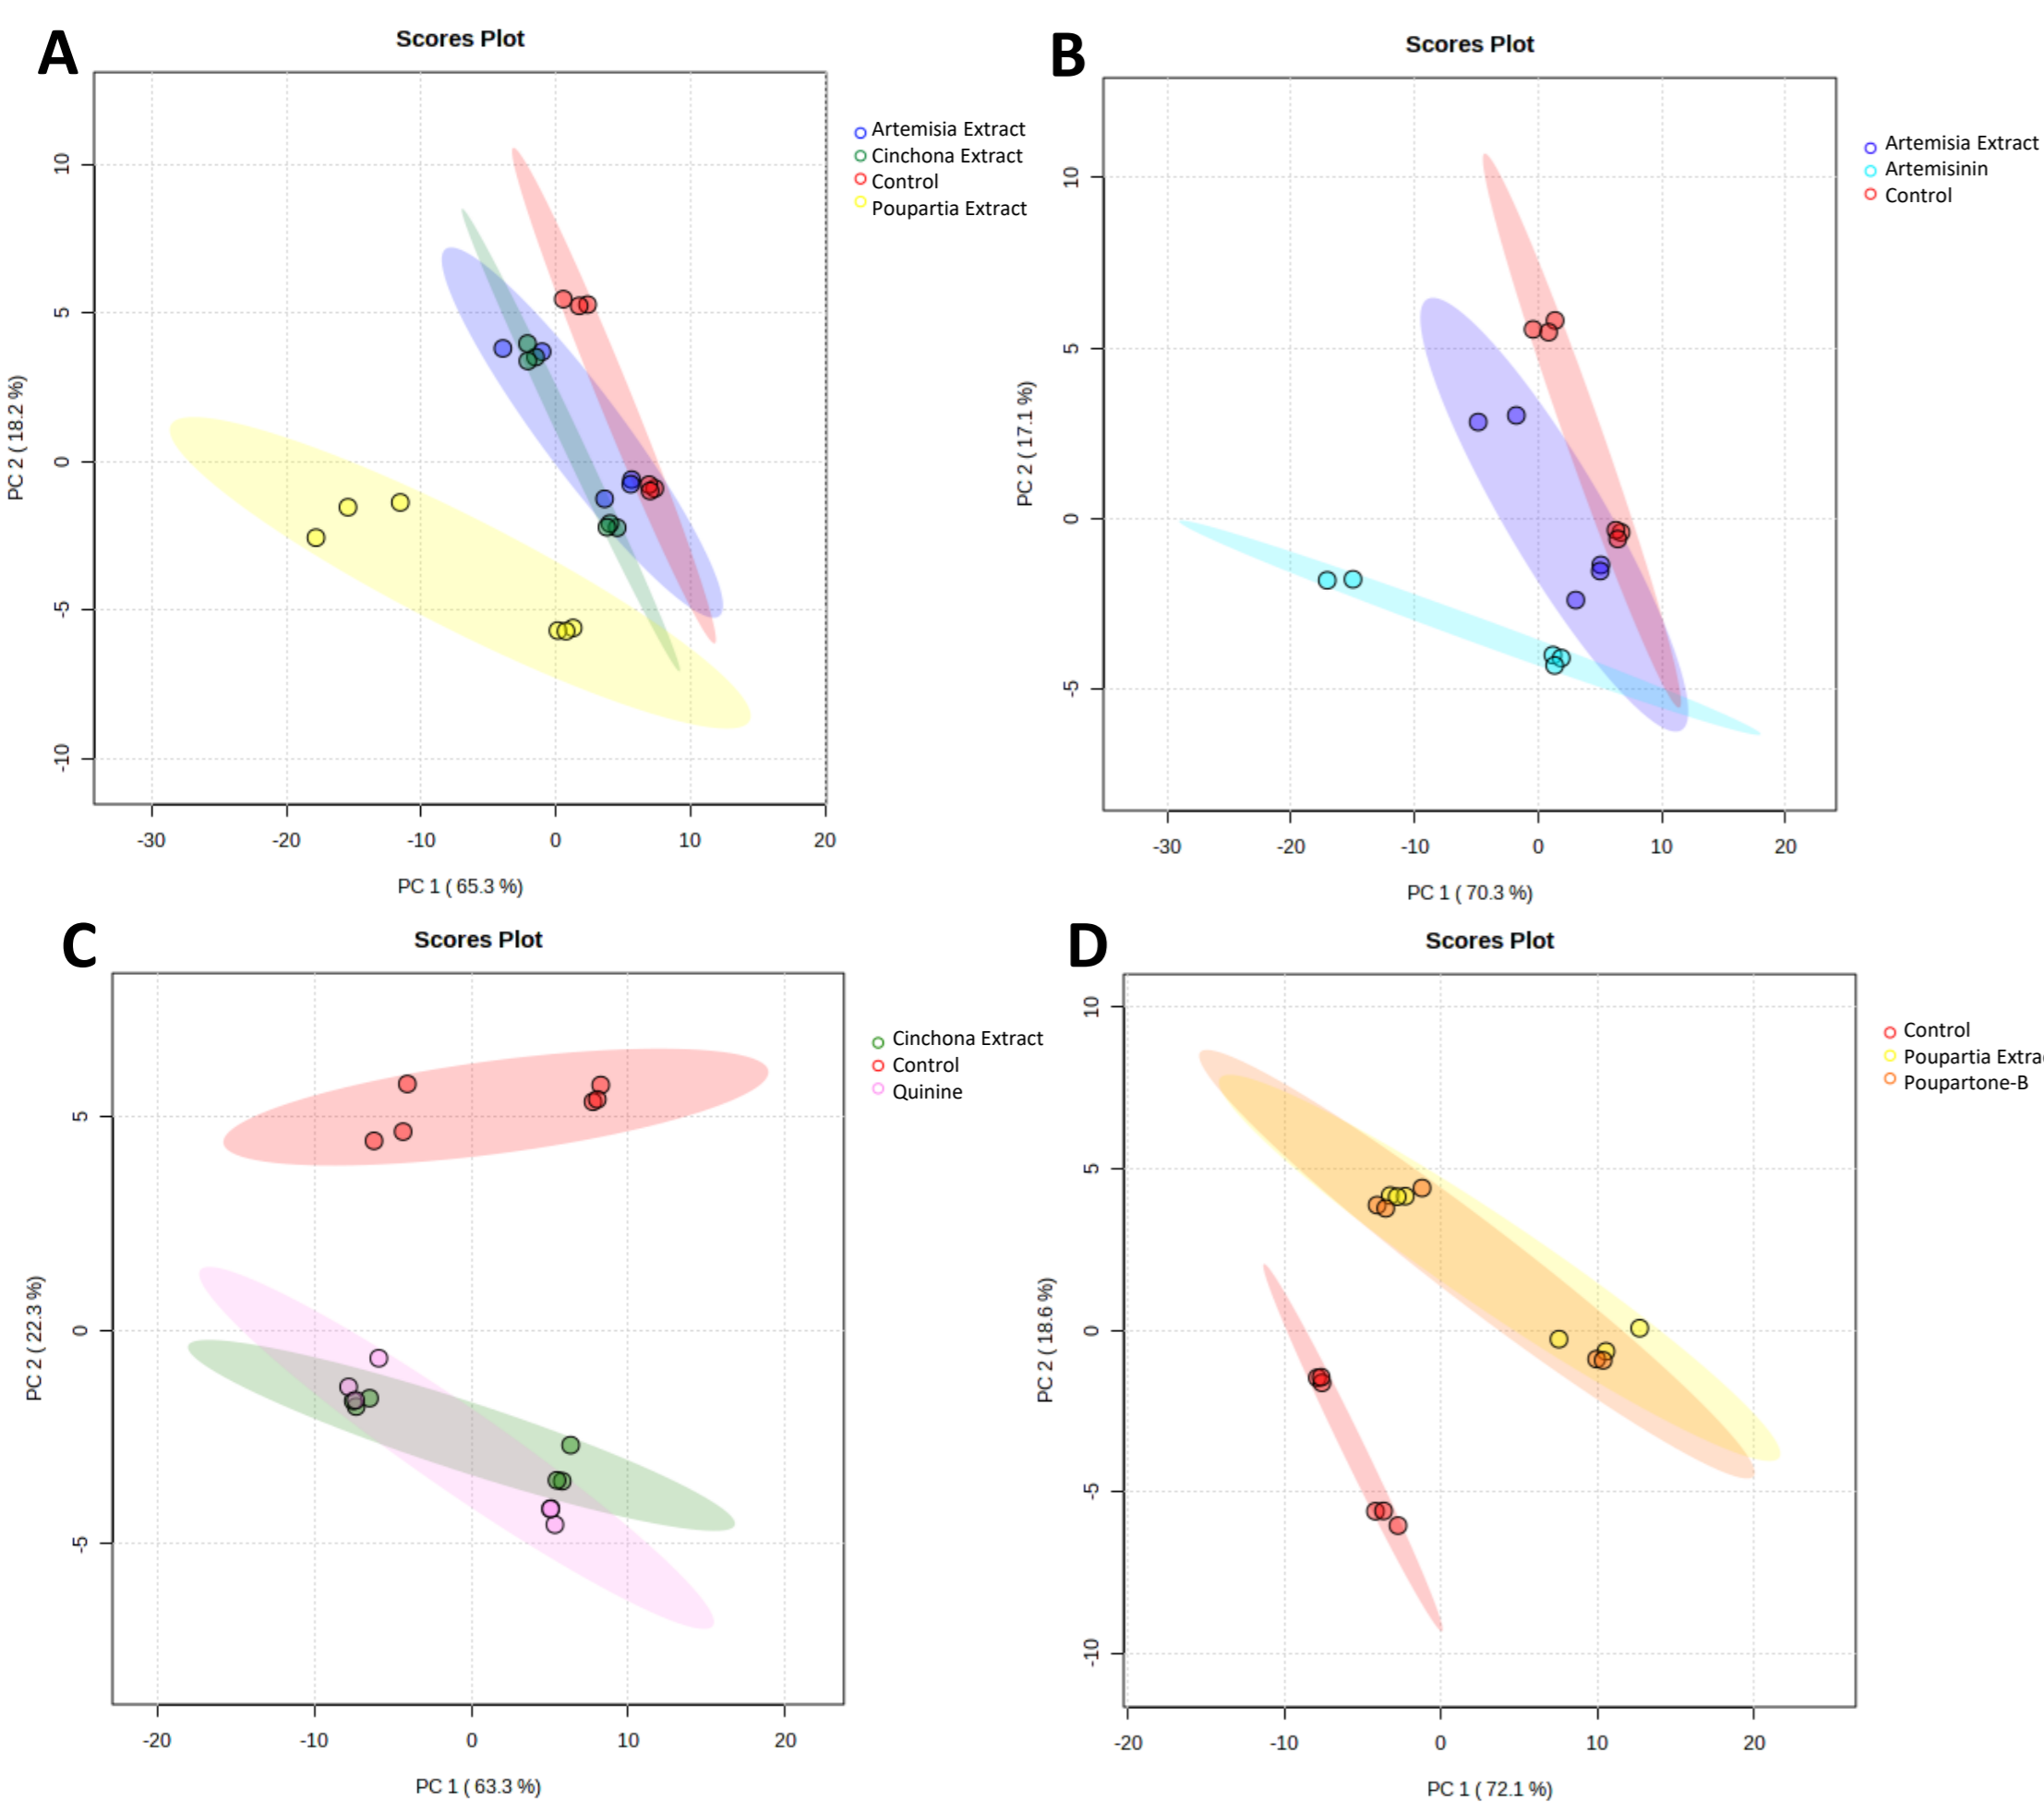 A
Scores Plot
Artemisia Extract
Cinchona Extract
Control
Poupartia Extract
10
5
0
-5
-10
PC 2 ( 18.2 %)
-30 -20 -10 0 10 20
PC 1 ( 65.3 %)
B
Scores Plot
Artemisia Extract
Artemisinin
Control
10
5
0
-5
PC 2 ( 17.1 %)
-30 -20 -10 0 10 20
PC 1 ( 70.3 %)
C
Scores Plot
Cinchona Extract
Control
Quinine
5
0
-5
PC 2 ( 22.3 %)
-20 -10 0 10 20
PC 1 ( 63.3 %)
D
Scores Plot
Control
Poupartia Extra
Poupartone-B
10
5
0
-5
-10
PC 2 ( 18.6 %)
-20 -10 0 10 20
PC 1 ( 72.1 %)